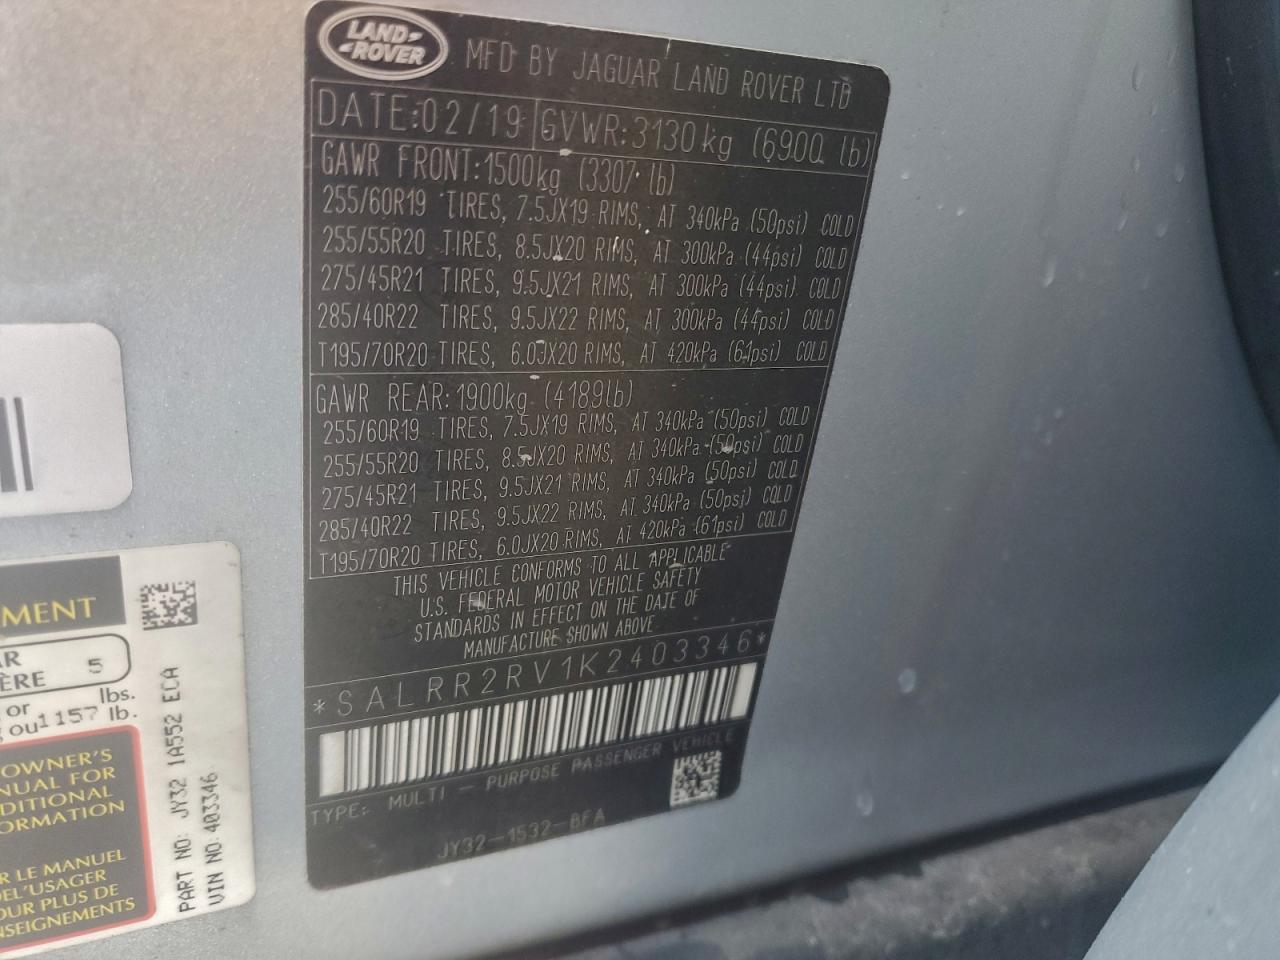 LAND-
-ROVER
MFD BY JAGUAR LAND ROVER LTD
DATE:02/19 GVWR:3130kg (6900 lb)
GAWR FRONT:1500kg (3307 lb)
255/60R19 TIRES, 7.5JX19 RIMS, AT 340kPa (50psi) COLD
255/55R20 TIRES, 8.5JX20 RIMS, AT 300kPa (44psi) COLD
275/45R21 TIRES, 9.5JX21 RIMS, AT 300kPa (44psi) COLD
285/40R22 TIRES, 9.5JX22 RIMS, AT 300kPa (44psi) COLD
T195/70R20 TIRES, 6.0JX20 RIMS, AT 420kPa (61psi) COLD
GAWR REAR:1900kg (4189lb)
255/60R19 TIRES, 7.5JX19 RIMS, AT 340kPa (50psi) COLD
255/55R20 TIRES, 8.5JX20 RIMS, AT 340kPa (50psi) COLD
275/45R21 TIRES, 9.5JX21 RIMS, AT 340kPa (50psi) COLD
285/40R22 TIRES, 9.5JX22 RIMS, AT 340kPa (50psi) COLD
T195/70R20 TIRES, 6.0JX20 RIMS, AT 420kPa (61psi) COLD
THIS VEHICLE CONFORMS TO ALL APPLICABLE
U.S. FEDERAL MOTOR VEHICLE SAFETY
STANDARDS IN EFFECT ON THE DATE OF
MANUFACTURE SHOWN ABOVE
*SALRR2RV1K2403346*
TYPE: MULTI - PURPOSE PASSENGER VEHICLE
JY32-1532-BFA
MENT
AR
ÈRE 5
or lbs.
ou 1157 lb.
OWNER'S
NUAL FOR
DITIONAL
ORMATION
R LE MANUEL
DEL'USAGER
OUR PLUS DE
NSEIGNEMENTS
PART NO: JY32 1A552 ECA
VIN NO: 403346